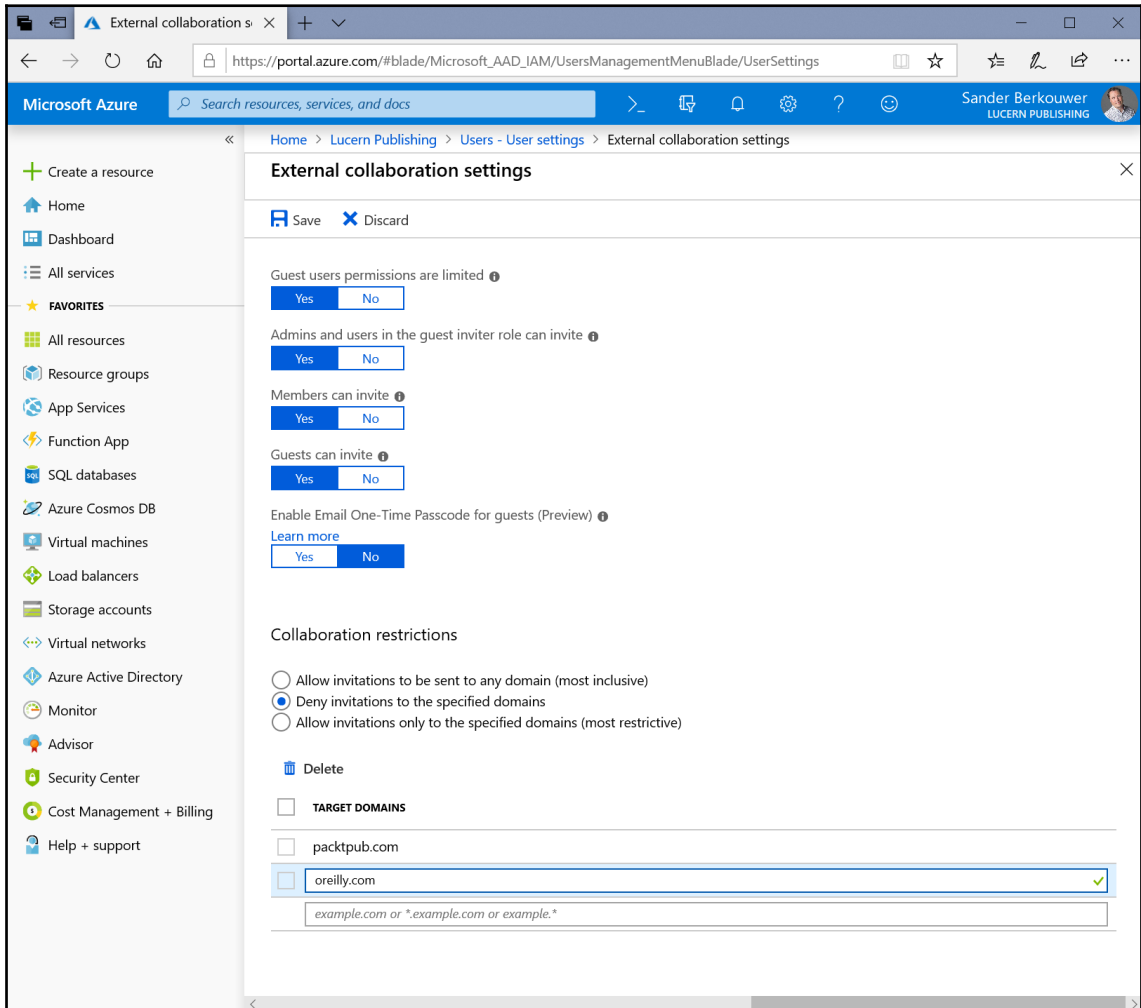 External collaboration s
https://portal.azure.com/#blade/Microsoft_AAD_IAM/UsersManagementMenuBlade/UserSettings
Microsoft Azure
Search resources, services, and docs
Sander Berkouwer
LUCERN PUBLISHING
Home > Lucern Publishing > Users - User settings > External collaboration settings
External collaboration settings
Save
Discard
Create a resource
Home
Dashboard
All services
FAVORITES
All resources
Resource groups
App Services
Function App
SQL databases
Azure Cosmos DB
Virtual machines
Load balancers
Storage accounts
Virtual networks
Azure Active Directory
Monitor
Advisor
Security Center
Cost Management + Billing
Help + support
Guest users permissions are limited
Yes No
Admins and users in the guest inviter role can invite
Yes No
Members can invite
Yes No
Guests can invite
Yes No
Enable Email One-Time Passcode for guests (Preview)
Learn more
Yes No
Collaboration restrictions
Allow invitations to be sent to any domain (most inclusive)
Deny invitations to the specified domains
Allow invitations only to the specified domains (most restrictive)
Delete
TARGET DOMAINS
packtpub.com
oreilly.com
example.com or *.example.com or example.*